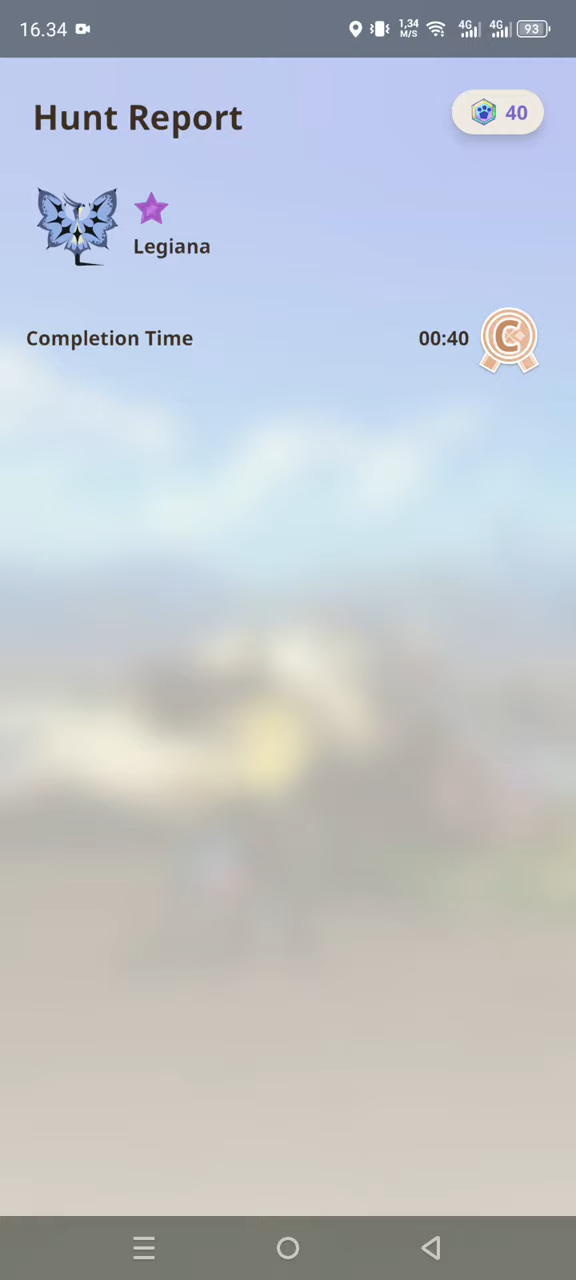 16.34
1,34
M/S
4G
4G
93
Hunt Report
40
Legiana
Completion Time
00:40
C